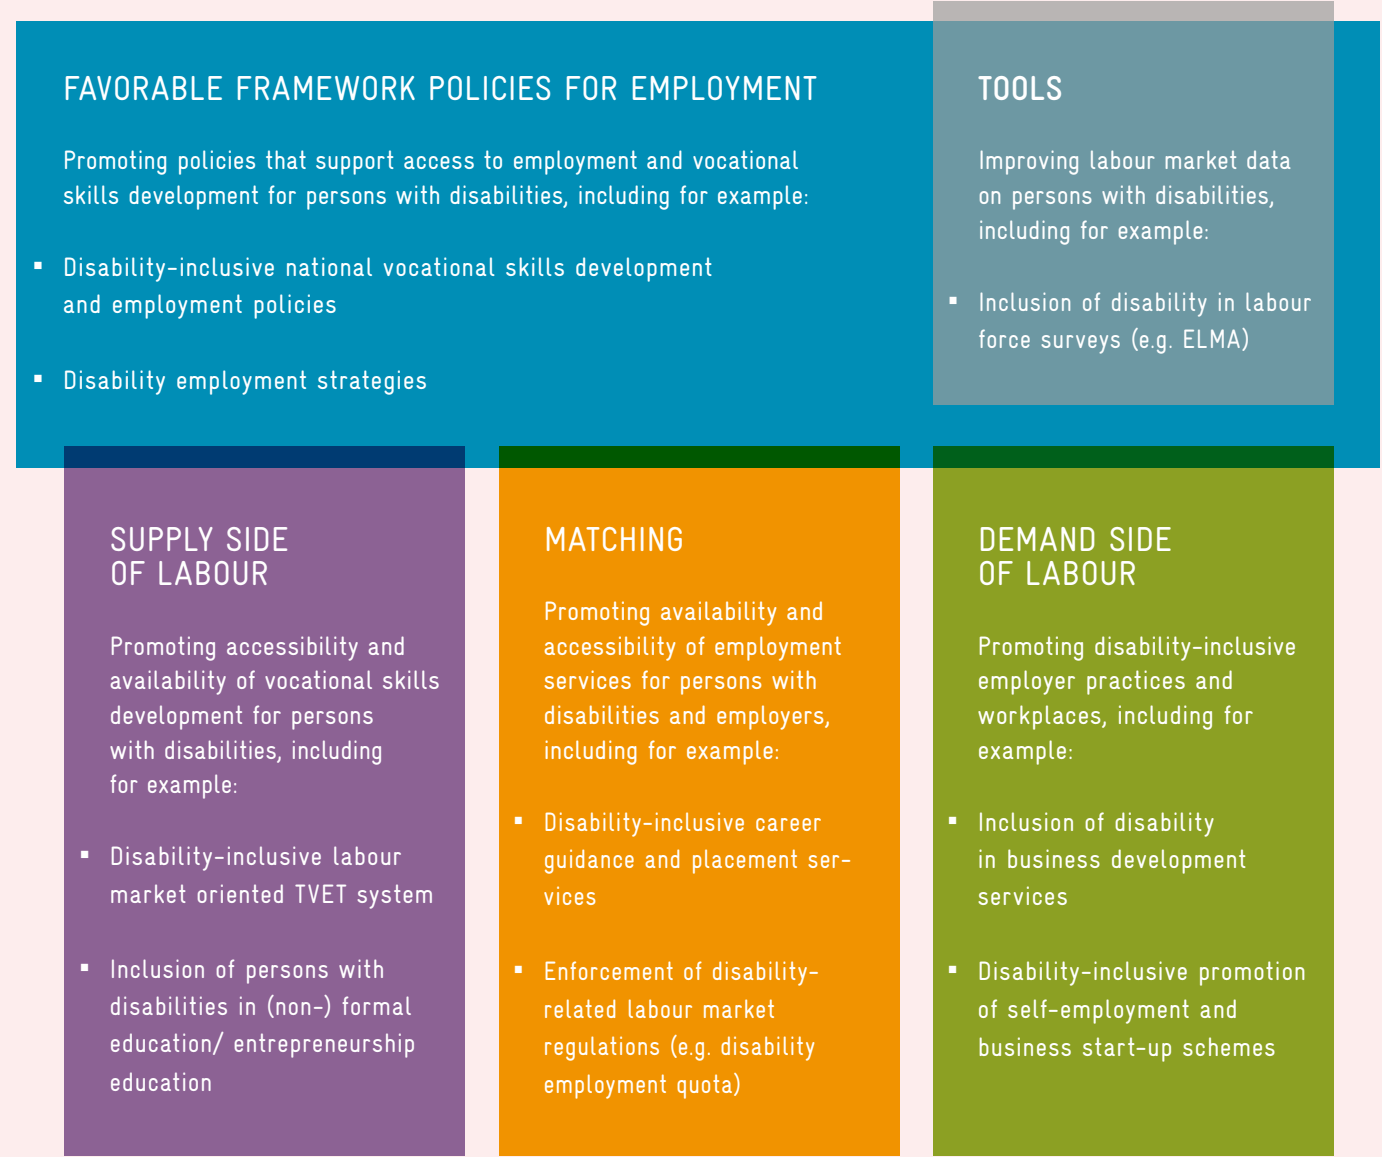 FAVORABLE FRAMEWORK POLICIES FOR EMPLOYMENT
Promoting policies that support access to employment and vocational
skills development for persons with disabilities, including for example:
▪ Disability-inclusive national vocational skills development
and employment policies
▪ Disability employment strategies
TOOLS
Improving labour market data
on persons with disabilities,
including for example:
▪ Inclusion of disability in labour
force surveys (e.g. ELMA)
SUPPLY SIDE
OF LABOUR
Promoting accessibility and
availability of vocational skills
development for persons
with disabilities, including
for example:
▪ Disability-inclusive labour
market oriented TVET system
▪ Inclusion of persons with
disabilities in (non-) formal
education/ entrepreneurship
education
MATCHING
Promoting availability and
accessibility of employment
services for persons with
disabilities and employers,
including for example:
▪ Disability-inclusive career
guidance and placement ser-
vices
▪ Enforcement of disability-
related labour market
regulations (e.g. disability
employment quota)
DEMAND SIDE
OF LABOUR
Promoting disability-inclusive
employer practices and
workplaces, including for
example:
▪ Inclusion of disability
in business development
services
▪ Disability-inclusive promotion
of self-employment and
business start-up schemes